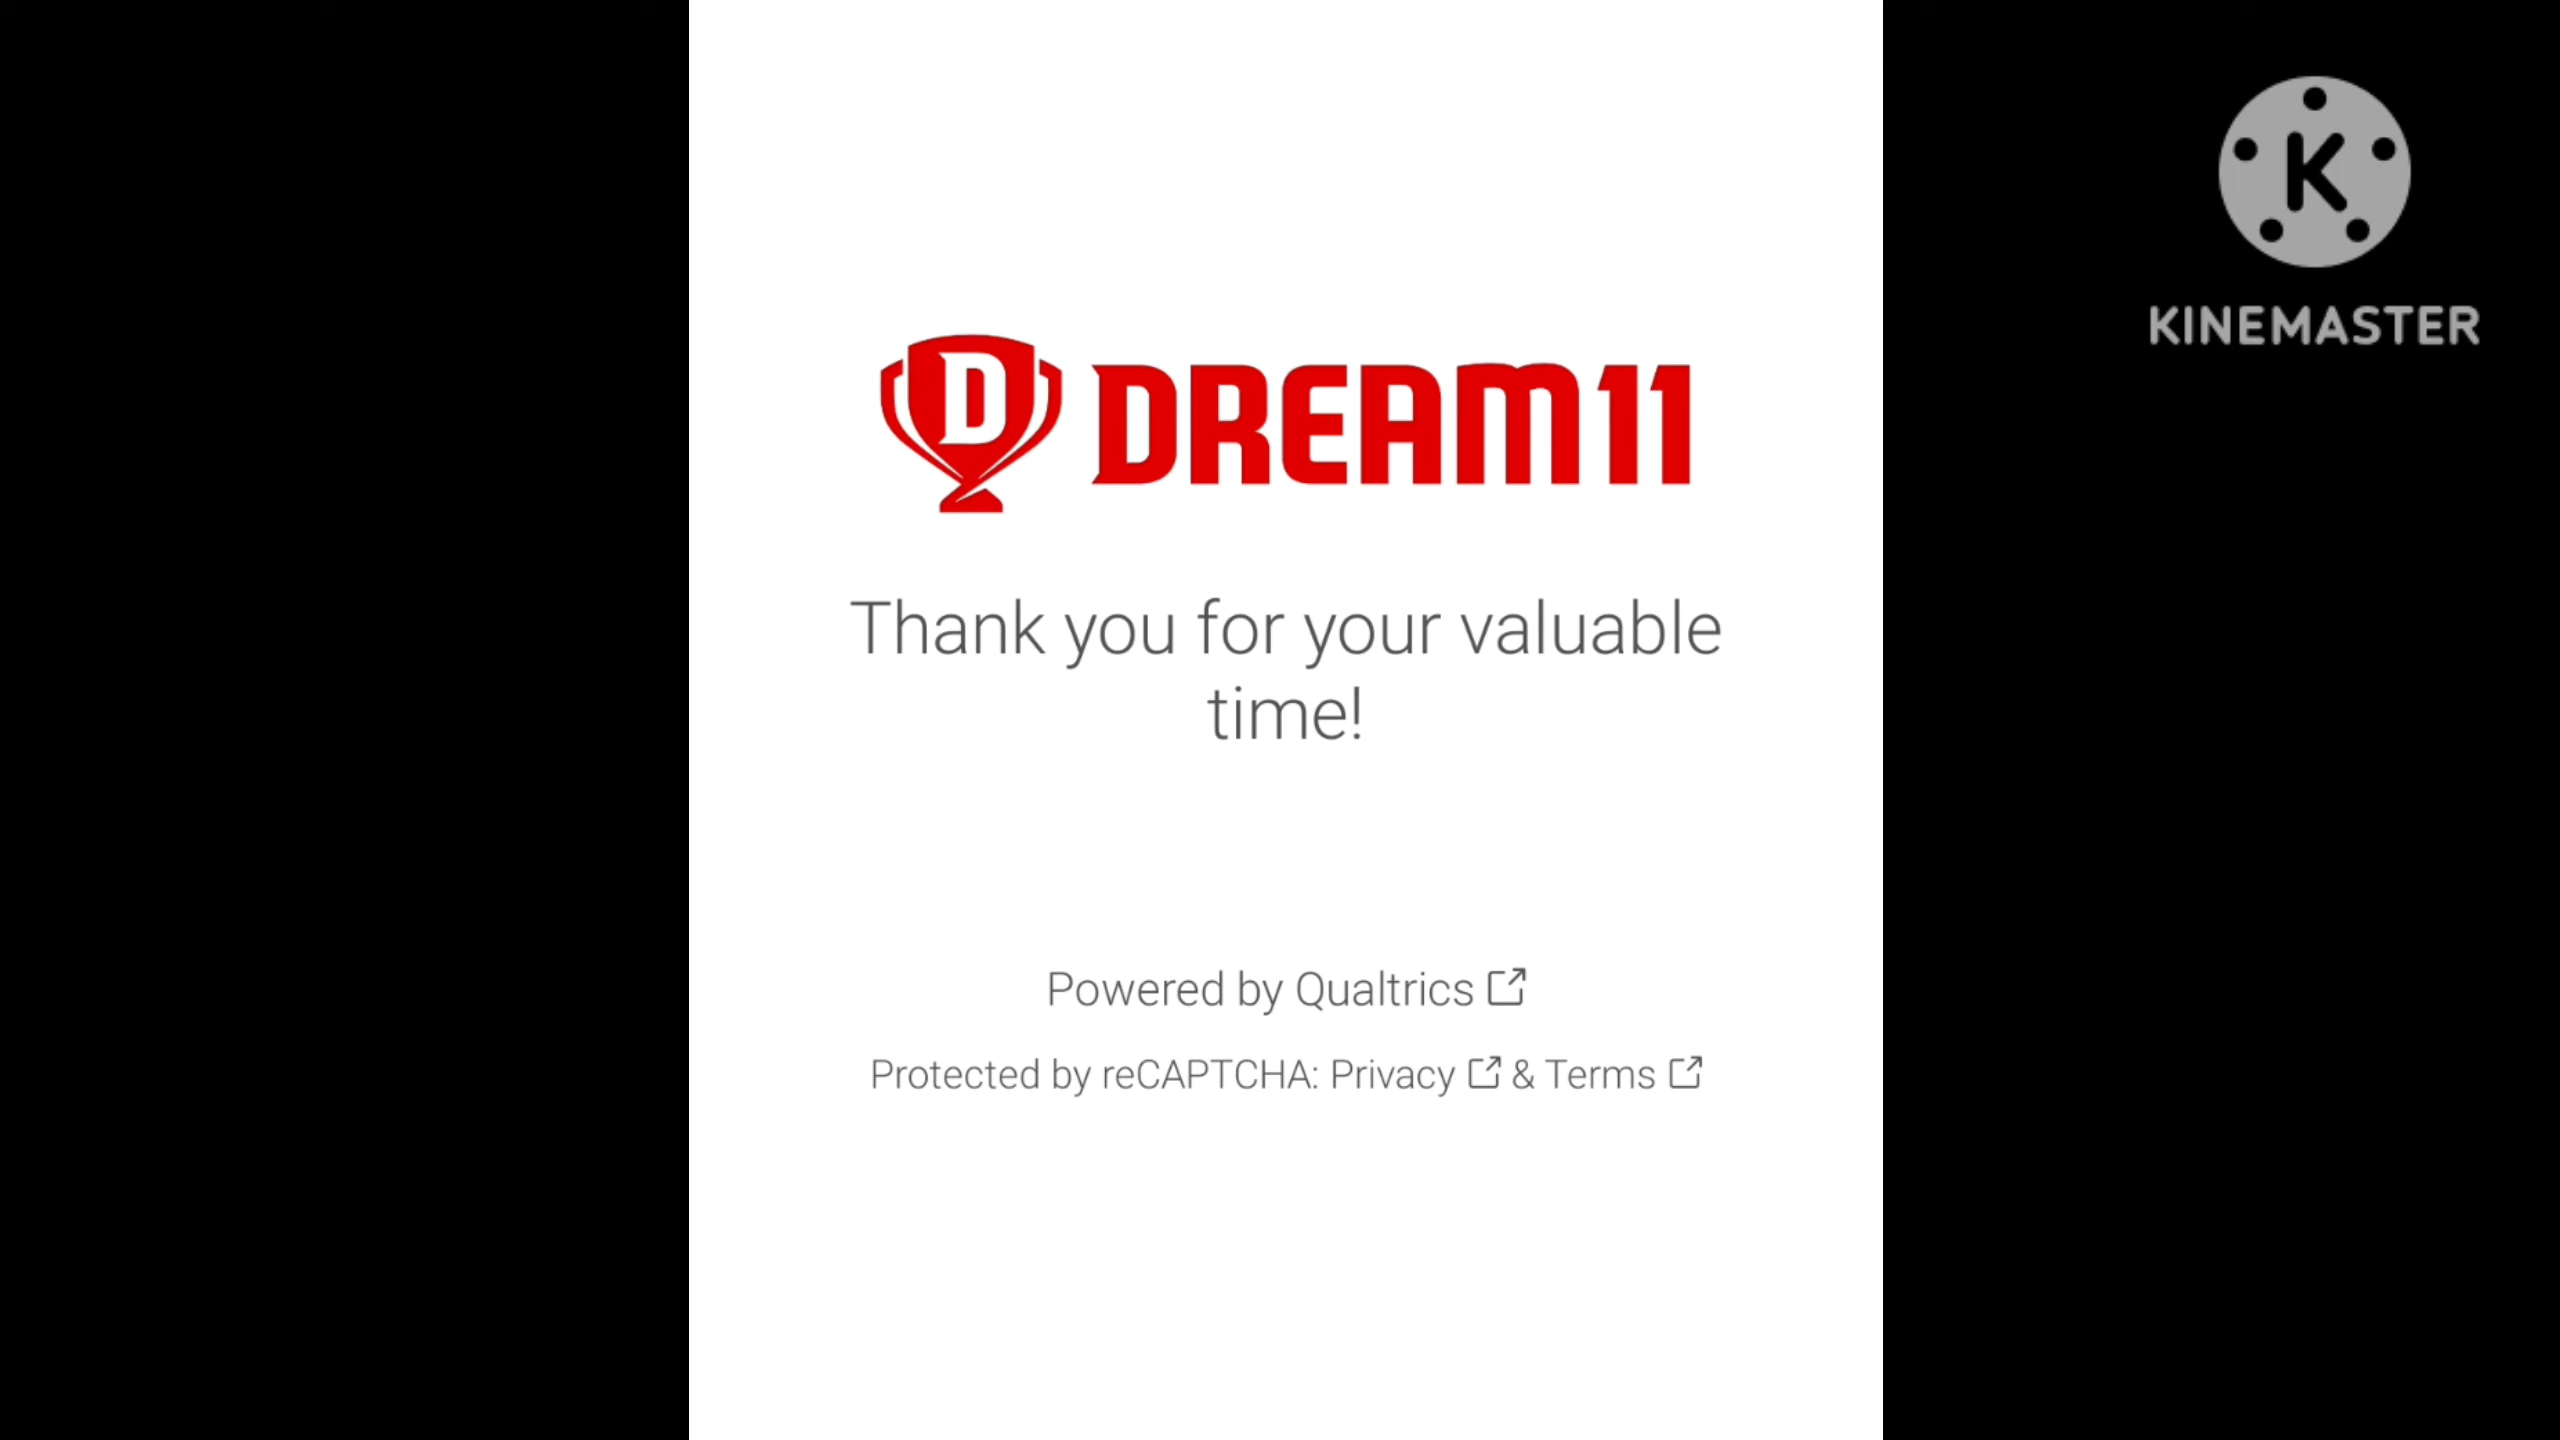 KINEMASTER
DREAM11
Thank you for your valuable
time!
Powered by Qualtrics
Protected by reCAPTCHA: Privacy & Terms